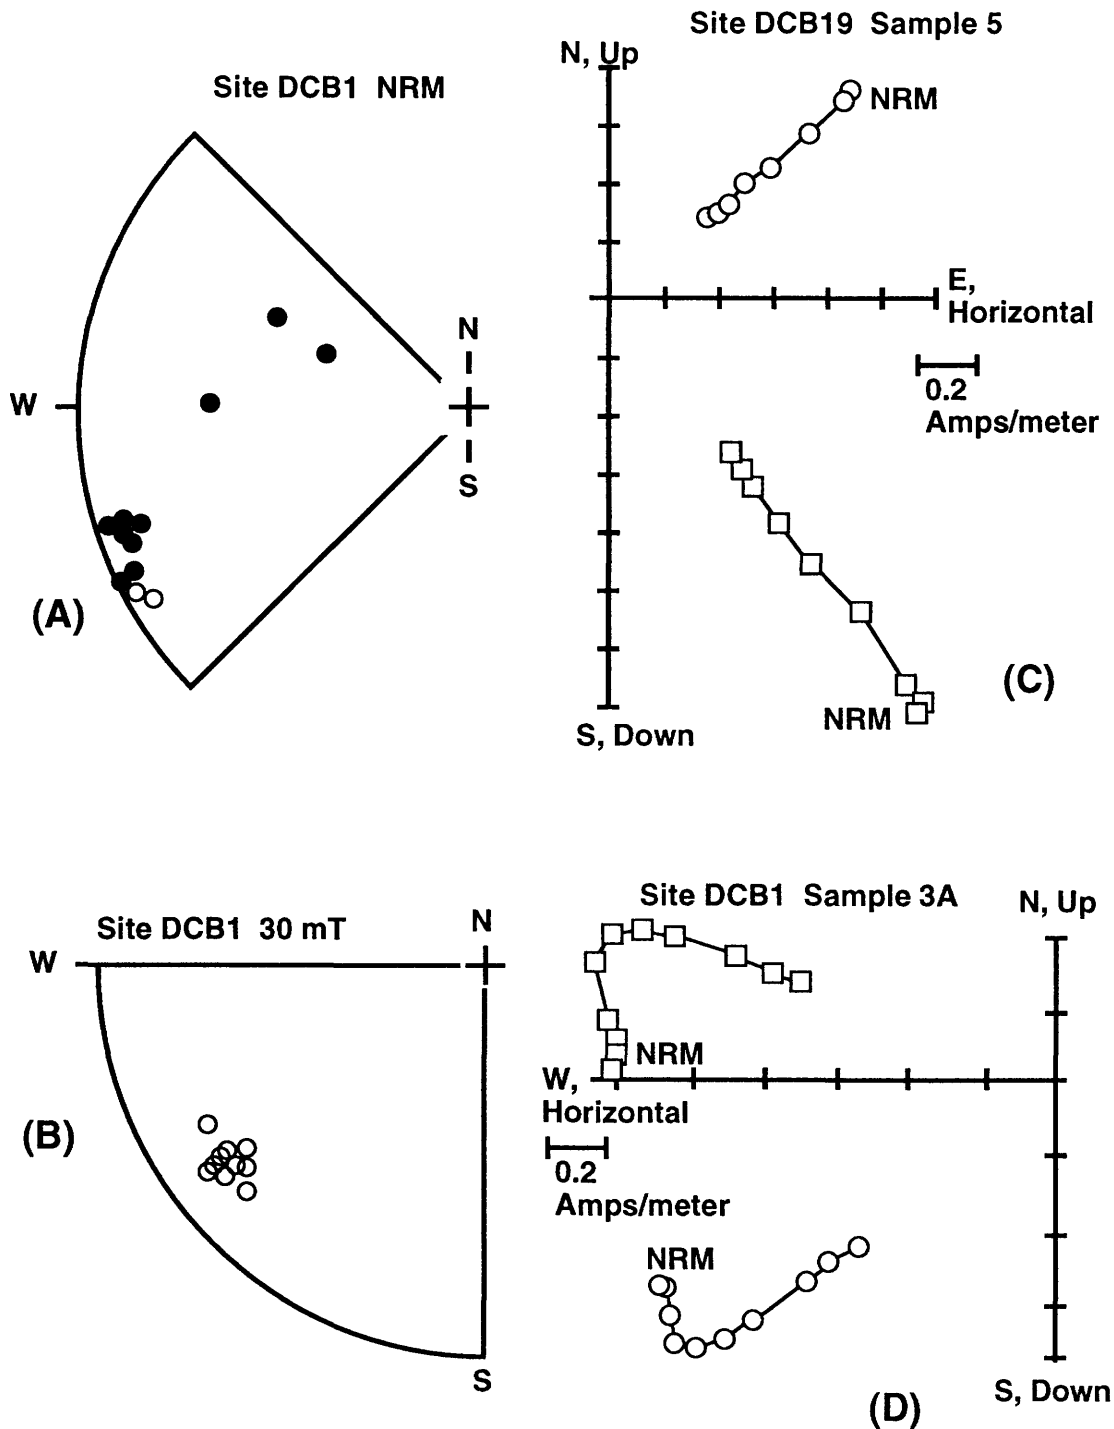 Site DCB1 NRM
N
W
S
(A)
Site DCB19 Sample 5
N, Up
NRM
E,
Horizontal
0.2
Amps/meter
NRM
S, Down
(C)
Site DCB1 30 mT
N
W
(B)
S
Site DCB1 Sample 3A
N, Up
NRM
W,
Horizontal
0.2
Amps/meter
NRM
S, Down
(D)